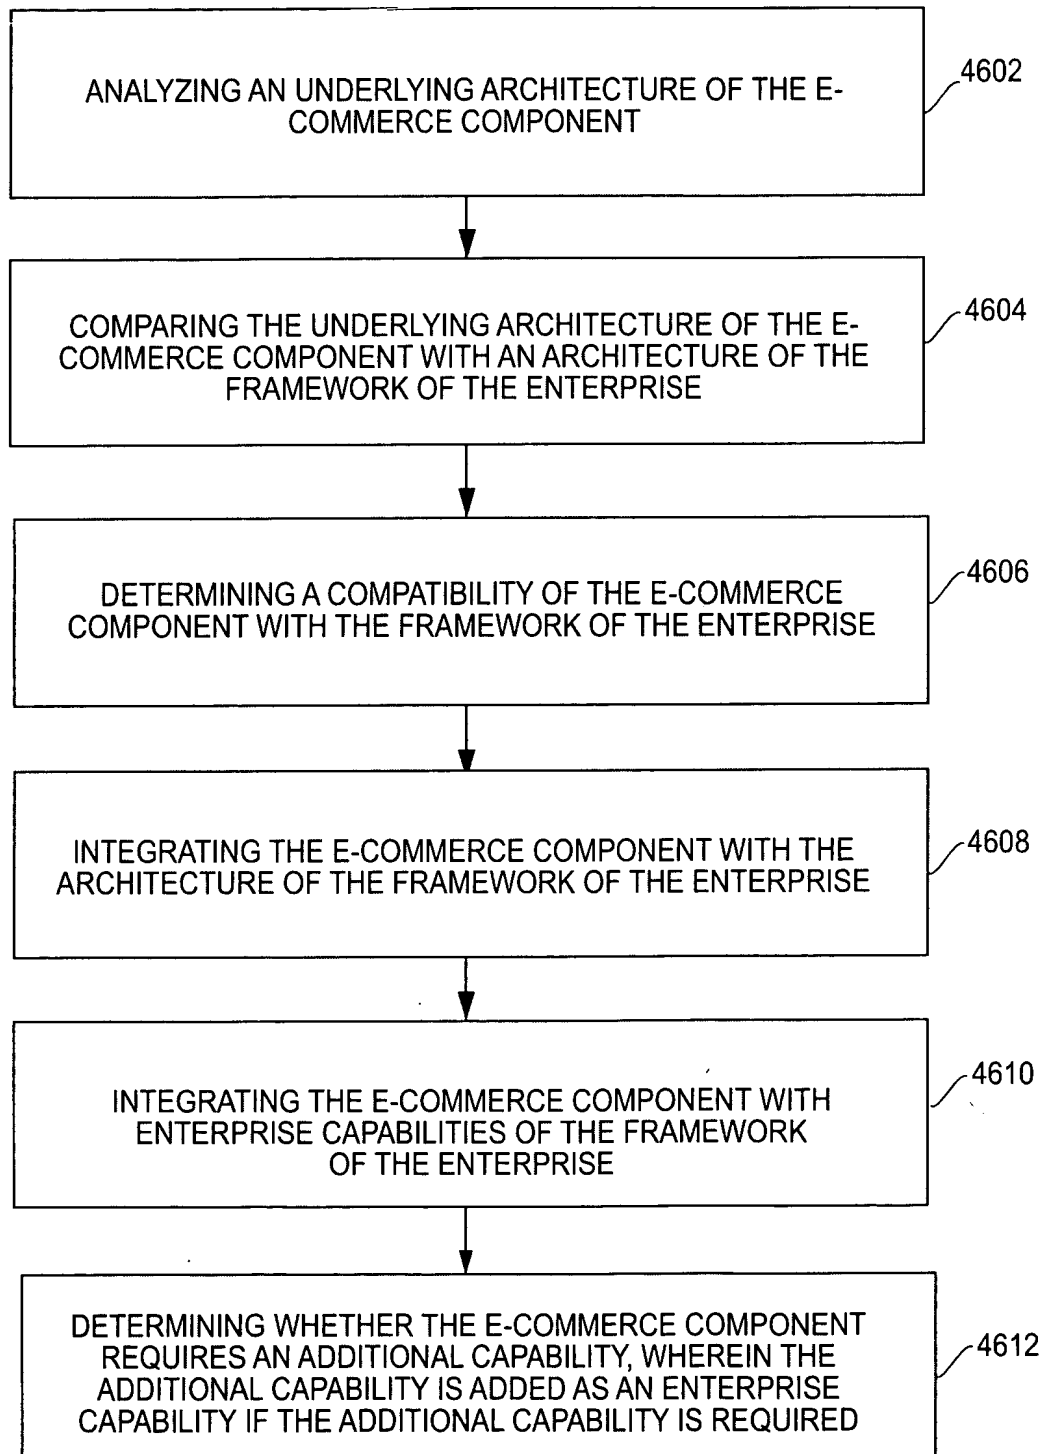 ANALYZING AN UNDERLYING ARCHITECTURE OF THE E-
COMMERCE COMPONENT
4602
COMPARING THE UNDERLYING ARCHITECTURE OF THE E-
COMMERCE COMPONENT WITH AN ARCHITECTURE OF THE
FRAMEWORK OF THE ENTERPRISE
4604
DETERMINING A COMPATIBILITY OF THE E-COMMERCE
COMPONENT WITH THE FRAMEWORK OF THE ENTERPRISE
4606
INTEGRATING THE E-COMMERCE COMPONENT WITH THE
ARCHITECTURE OF THE FRAMEWORK OF THE ENTERPRISE
4608
INTEGRATING THE E-COMMERCE COMPONENT WITH
ENTERPRISE CAPABILITIES OF THE FRAMEWORK
OF THE ENTERPRISE
4610
DETERMINING WHETHER THE E-COMMERCE COMPONENT
REQUIRES AN ADDITIONAL CAPABILITY, WHEREIN THE
ADDITIONAL CAPABILITY IS ADDED AS AN ENTERPRISE
CAPABILITY IF THE ADDITIONAL CAPABILITY IS REQUIRED
4612